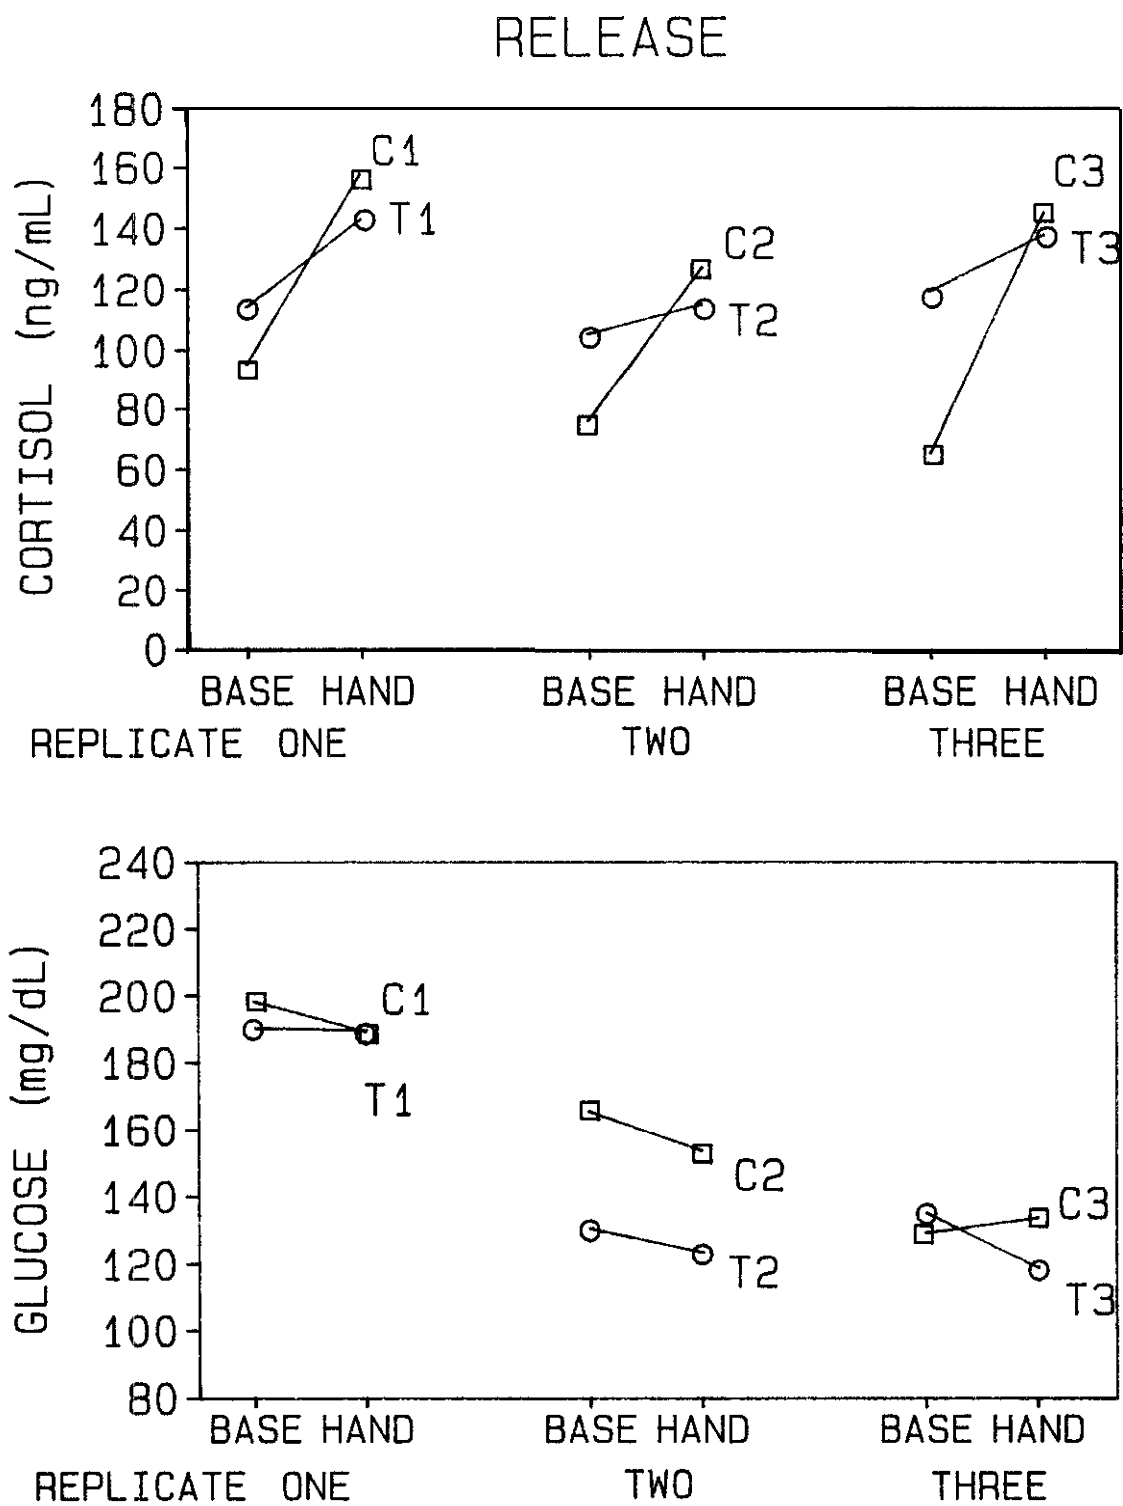 RELEASE
180
160
140
120
100
80
60
40
20
0
CORTISOL (ng/mL)
C1
T1
C2
T2
C3
T3
BASE HAND BASE HAND BASE HAND
REPLICATE ONE TWO THREE
240
220
200
180
160
140
120
100
80
GLUCOSE (mg/dL)
C1
T1
C2
T2
C3
T3
BASE HAND BASE HAND BASE HAND
REPLICATE ONE TWO THREE